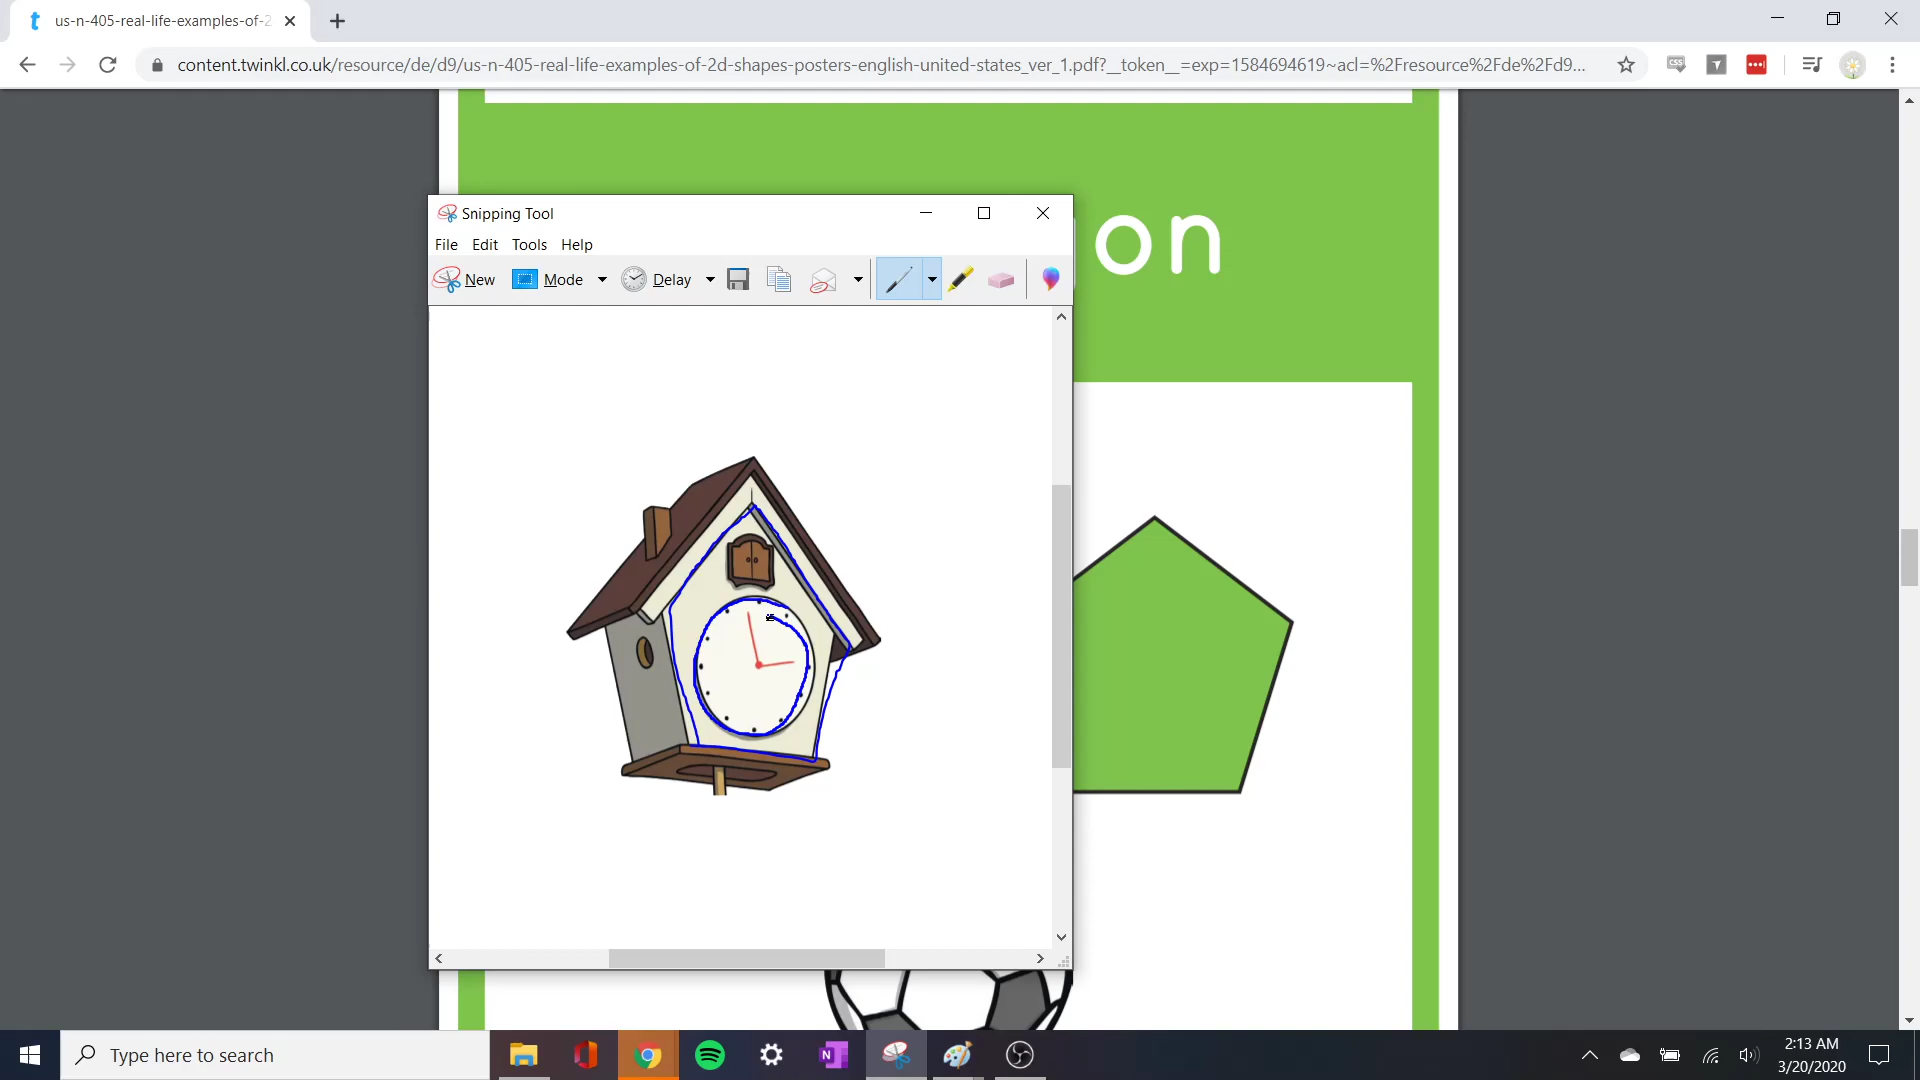 us-n-405-real-life-examples-of-2
content.twinkl.co.uk/resource/de/d9/us-n-405-real-life-examples-of-2d-shapes-posters-english-united-states_ver_1.pdf?__token__=exp=1584694619~acl=%2Fresource%2Fde%2Fd9...
css
on
Snipping Tool
File Edit Tools Help
New Mode Delay
Type here to search
N
2:13 AM
3/20/2020